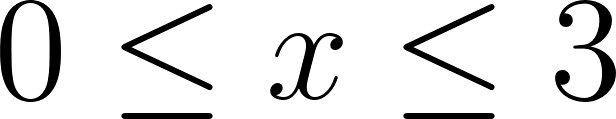 0 ≤ x ≤ 3